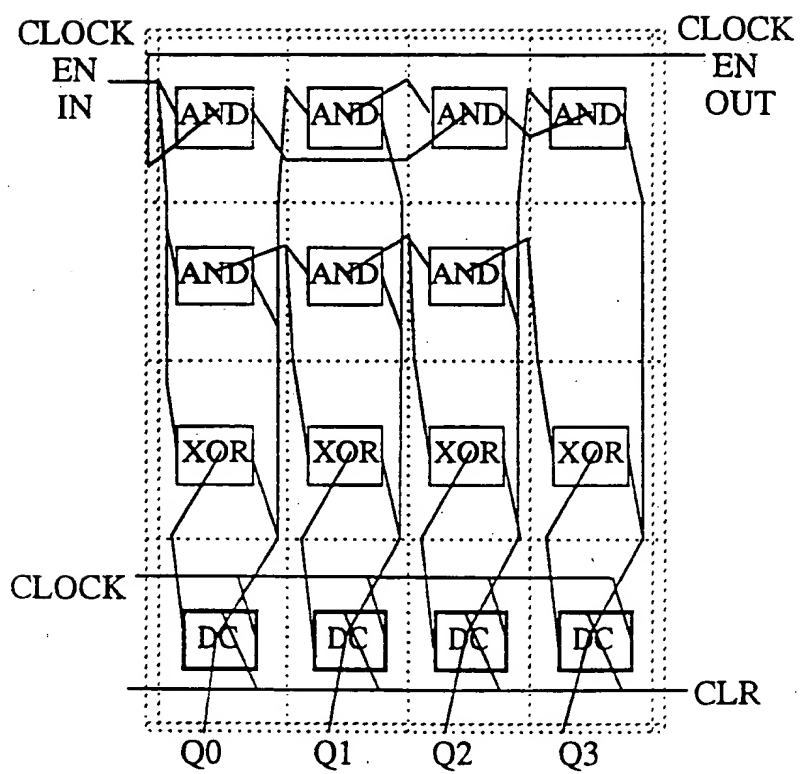 CLOCK
EN
IN
CLOCK
EN
OUT
AND AND AND AND
AND AND AND
XOR XOR XOR XOR
CLOCK
DC DC DC DC
CLR
Q0 Q1 Q2 Q3